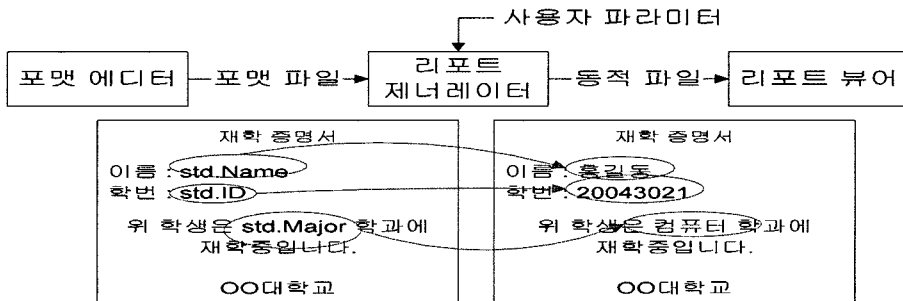 사용자 파라미터
포맷 에디터 포맷 파일 리포트 제너레이터 동적 파일 리포트 뷰어
재학 증명서
이름 : std.Name
학번 : std.ID
위 학생은 std.Major 학과에
재학중입니다.
OO대학교
재학 증명서
이름 : 홍길동
학번 : 20043021
위 학생은 컴퓨터 학과에
재학중입니다.
OO대학교